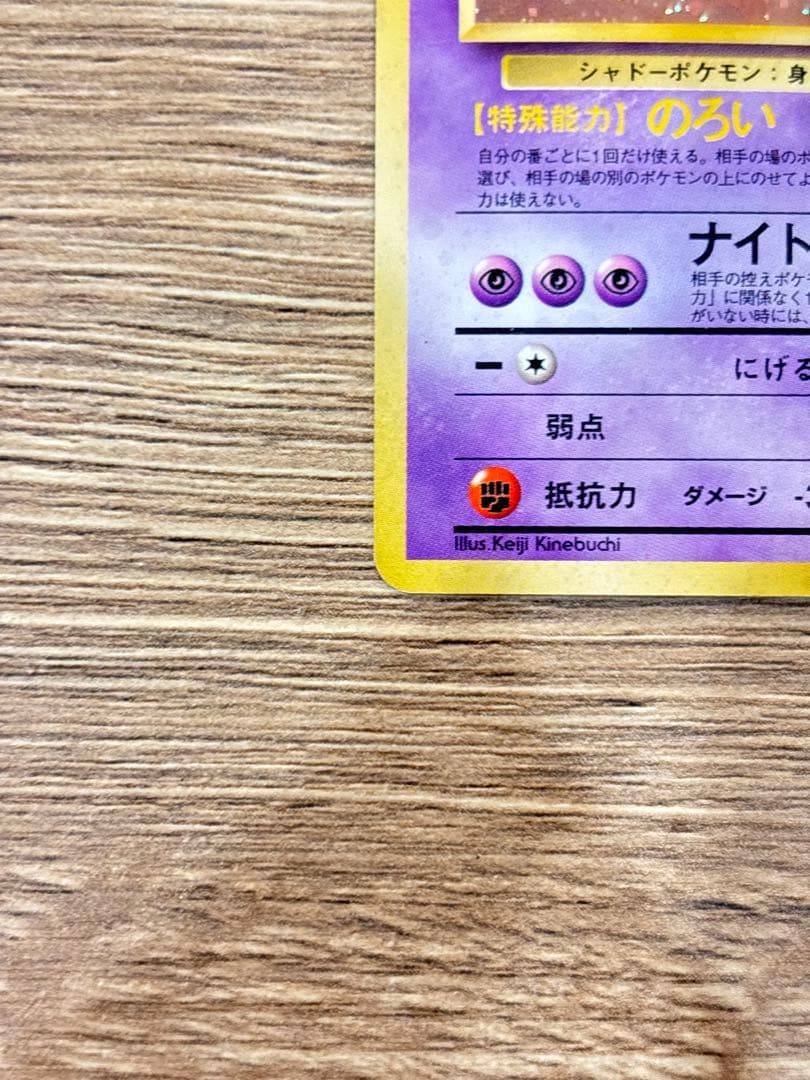 シャドーポケモン：身
【特殊能力】のろい
自分の番ごとに1回だけ使える。相手の場のポ
選び、相手の場の別のポケモンの上にのせてよ
力は使えない。
ナイト
相手の控えポケモ
力」に関係なく1
がいない時には、
にげる
弱点
抵抗力 ダメージ -
Illus.Keiji Kinebuchi